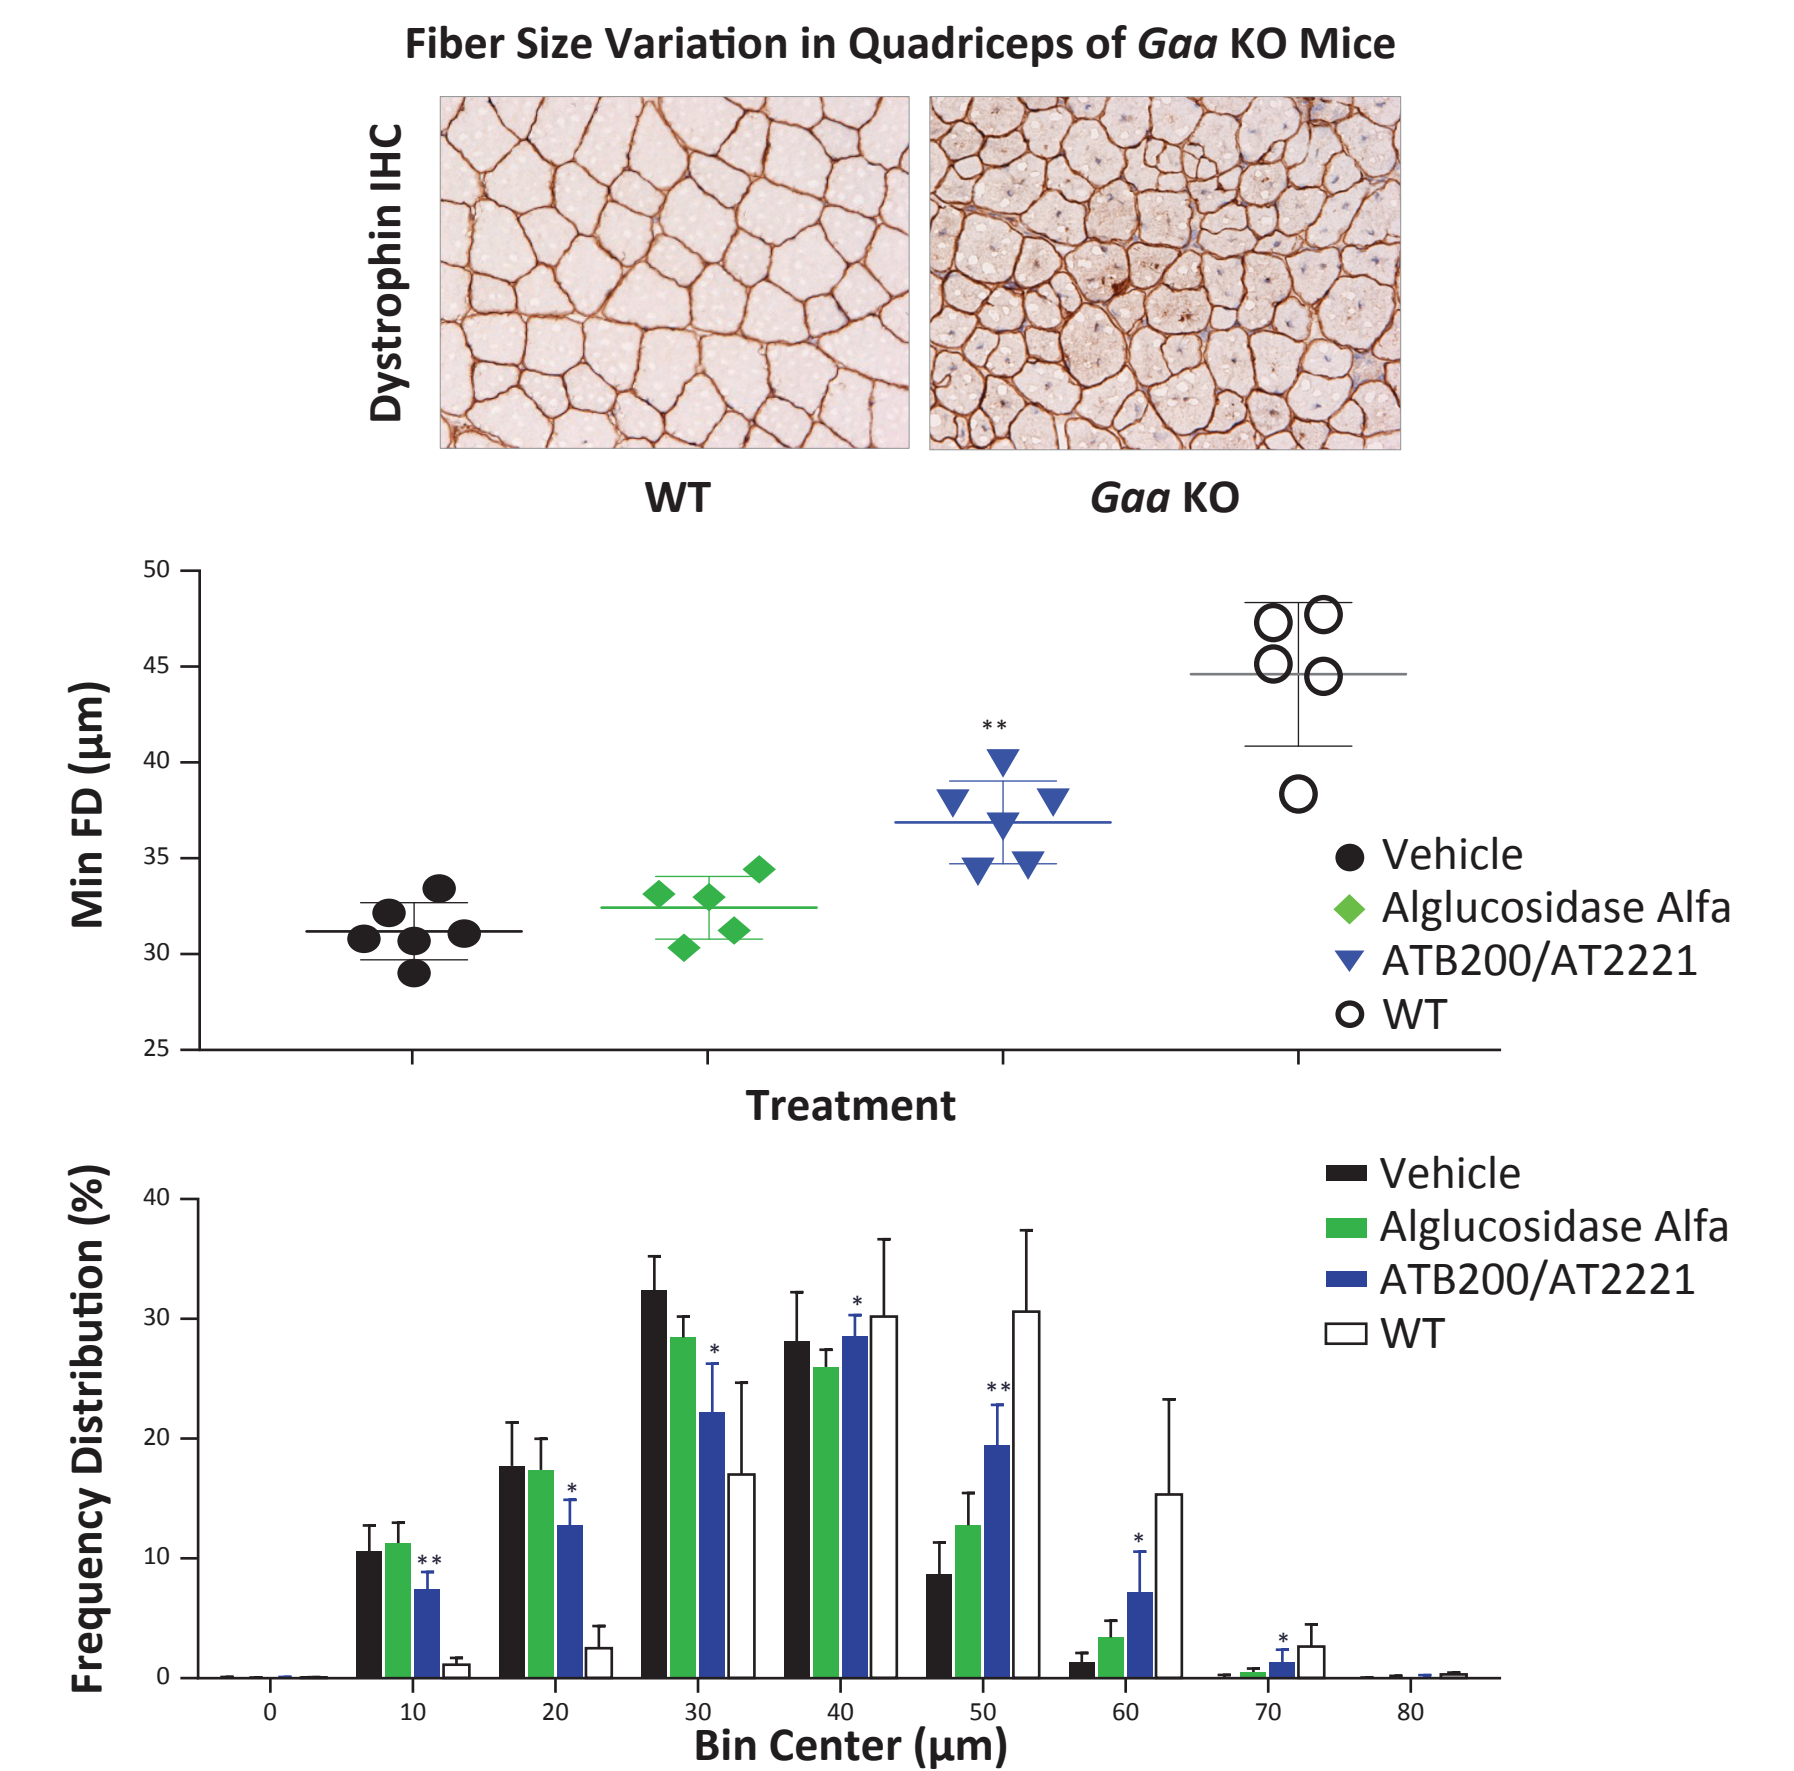 Fiber Size Variation in Quadriceps of Gaa KO Mice
Dystrophin IHC
WT
Gaa KO
Min FD (µm)
50
45
40
35
30
25
**
Vehicle
Alglucosidase Alfa
ATB200/AT2221
WT
Treatment
Frequency Distribution (%)
40
30
20
10
0
Vehicle
Alglucosidase Alfa
ATB200/AT2221
WT
**
*
*
*
**
*
*
0 10 20 30 40 50 60 70 80
Bin Center (µm)